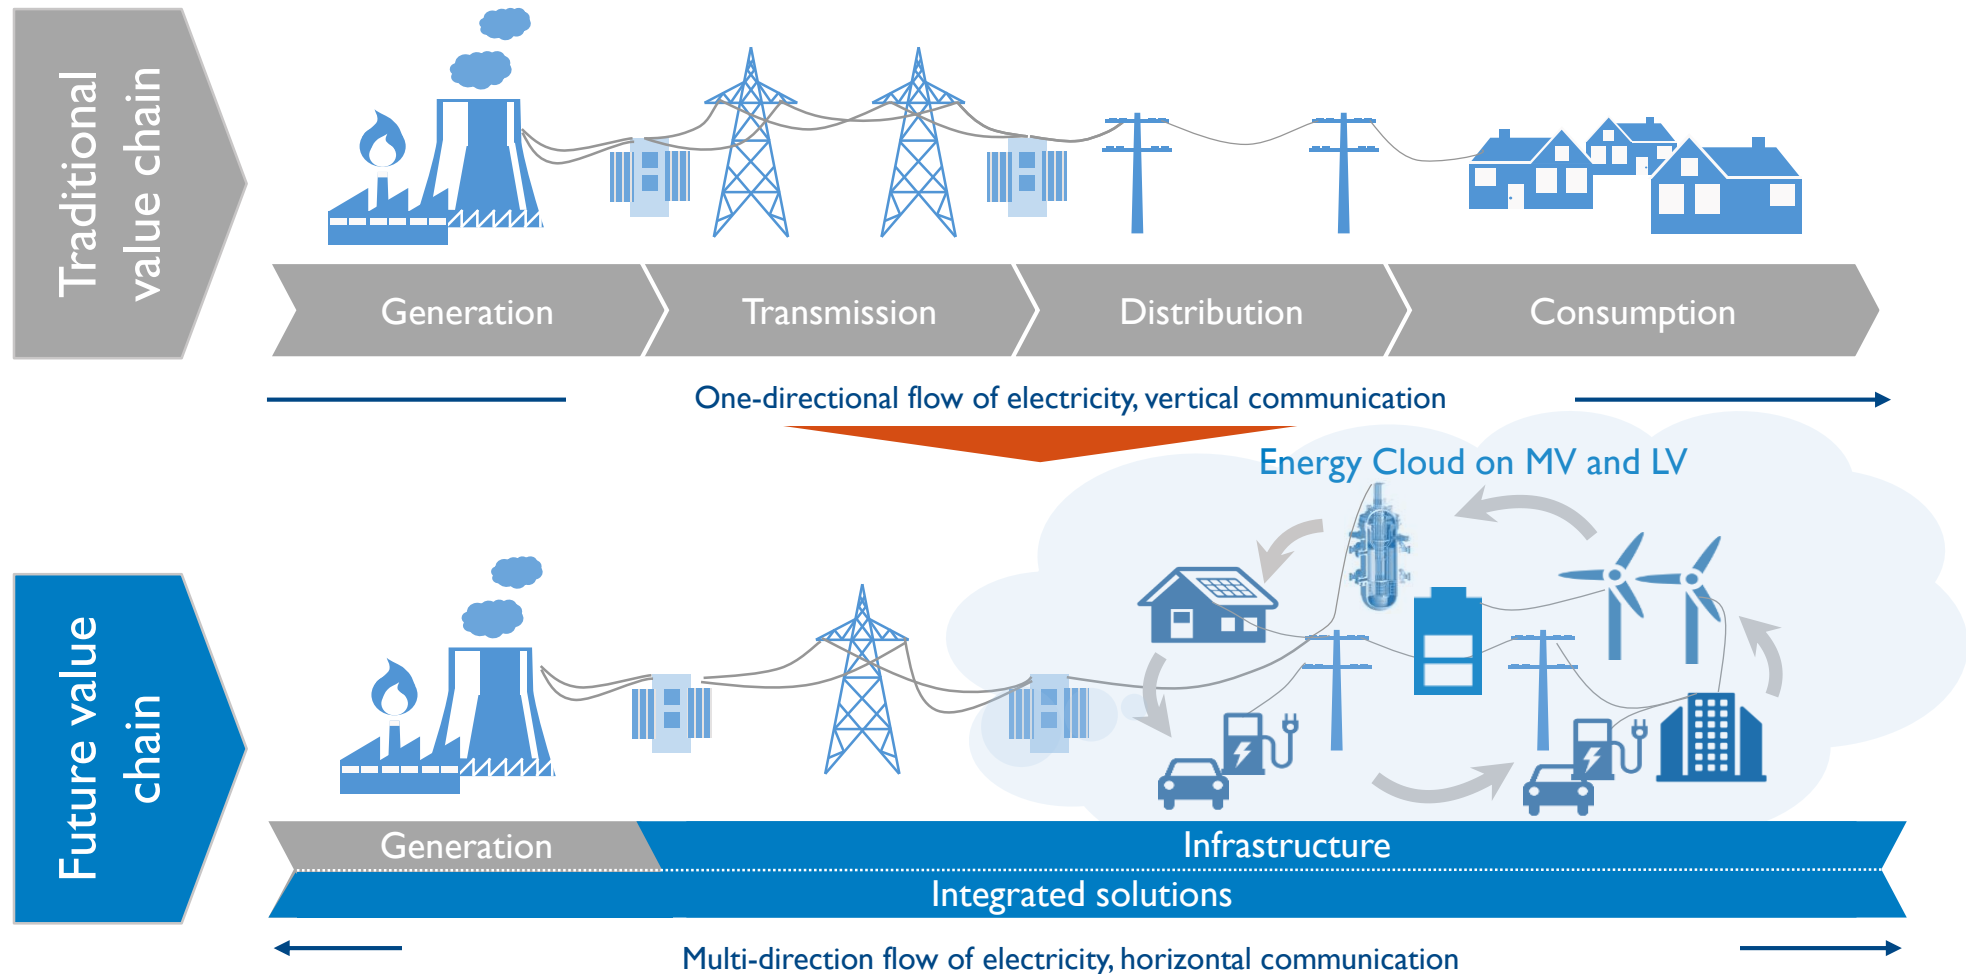 Traditional
value chain
Generation
Transmission
Distribution
Consumption
One-directional flow of electricity, vertical communication
Energy Cloud on MV and LV
Future value
chain
Generation
Infrastructure
Integrated solutions
Multi-direction flow of electricity, horizontal communication